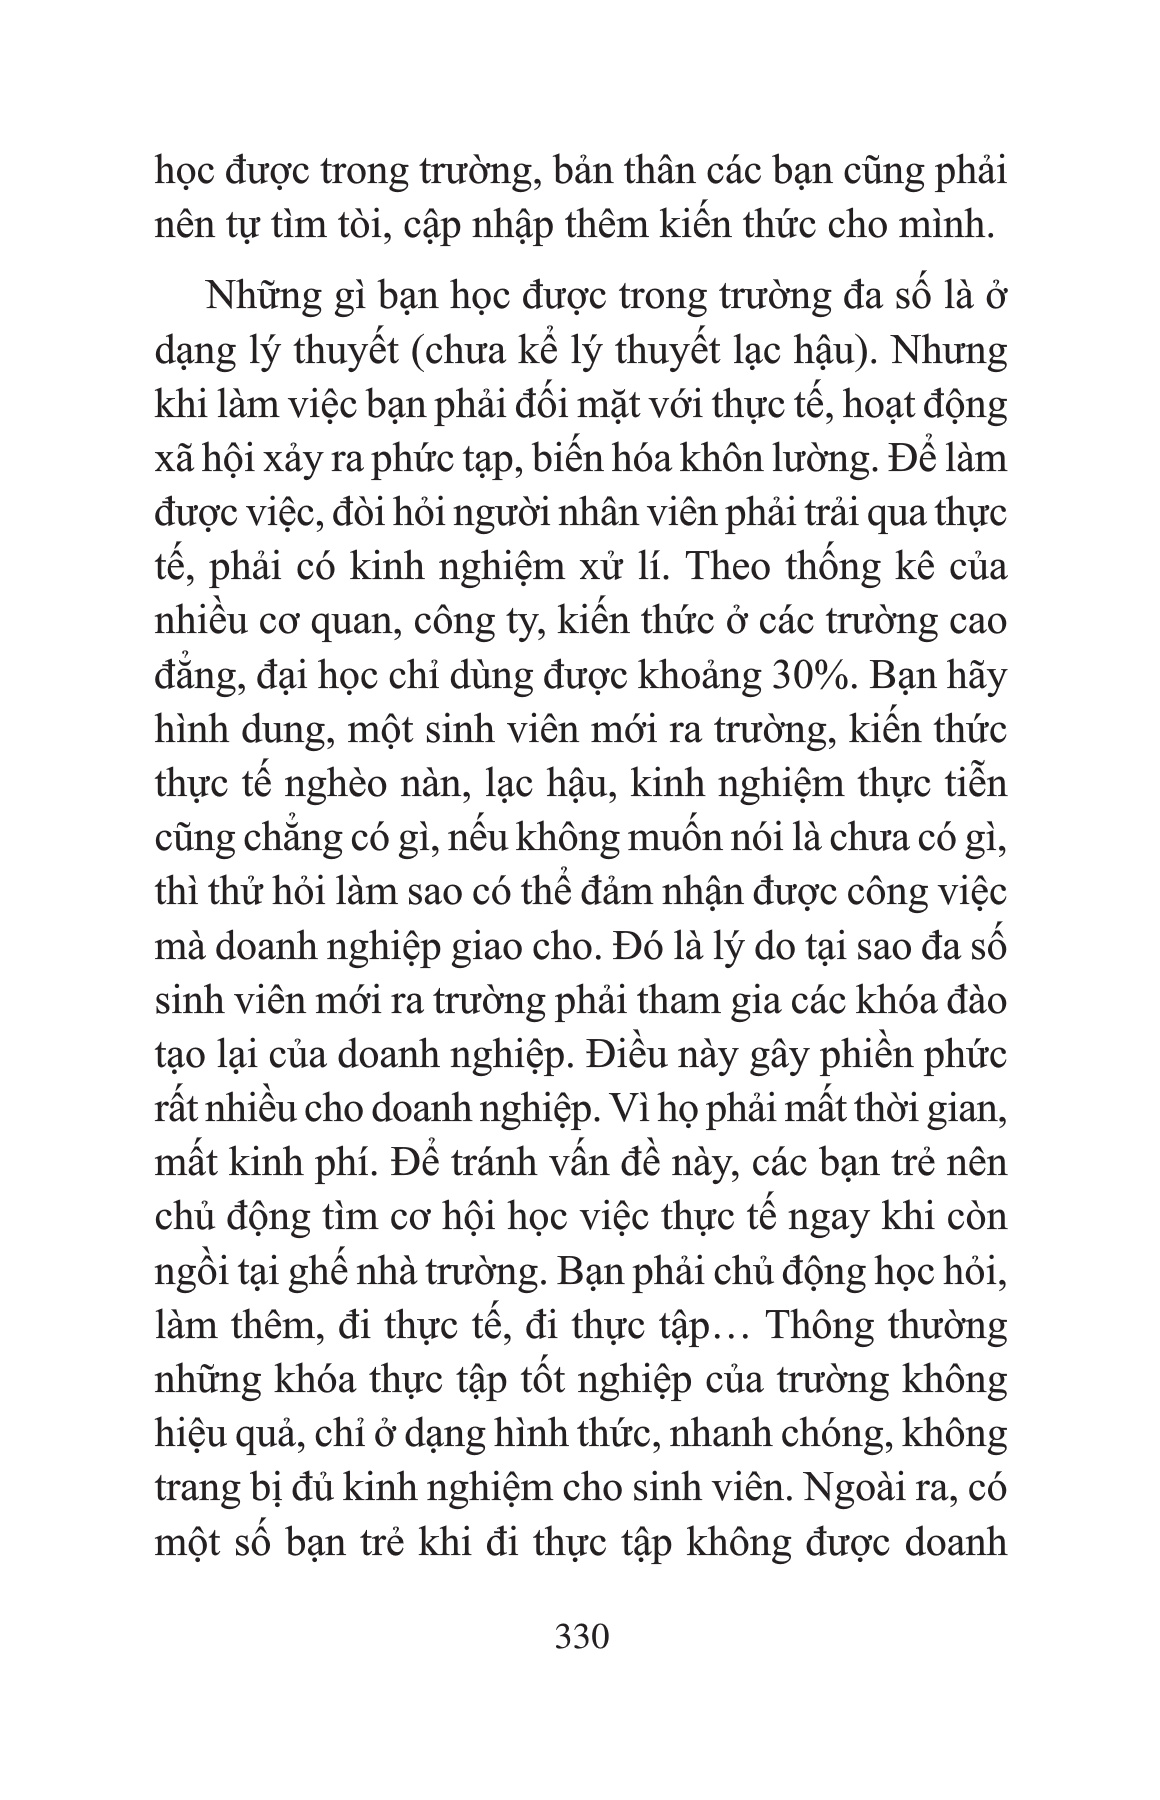 học được trong trường, bản thân các bạn cũng phải
nên tự tìm tòi, cập nhập thêm kiến thức cho mình.
Những gì bạn học được trong trường đa số là ở
dạng lý thuyết (chưa kể lý thuyết lạc hậu). Nhưng
khi làm việc bạn phải đối mặt với thực tế, hoạt động
xã hội xảy ra phức tạp, biến hóa khôn lường. Để làm
được việc, đòi hỏi người nhân viên phải trải qua thực
tế, phải có kinh nghiệm xử lí. Theo thống kê của
nhiều cơ quan, công ty, kiến thức ở các trường cao
đẳng, đại học chỉ dùng được khoảng 30%. Bạn hãy
hình dung, một sinh viên mới ra trường, kiến thức
thực tế nghèo nàn, lạc hậu, kinh nghiệm thực tiễn
cũng chẳng có gì, nếu không muốn nói là chưa có gì,
thì thử hỏi làm sao có thể đảm nhận được công việc
mà doanh nghiệp giao cho. Đó là lý do tại sao đa số
sinh viên mới ra trường phải tham gia các khóa đào
tạo lại của doanh nghiệp. Điều này gây phiền phức
rất nhiều cho doanh nghiệp. Vì họ phải mất thời gian,
mất kinh phí. Để tránh vấn đề này, các bạn trẻ nên
chủ động tìm cơ hội học việc thực tế ngay khi còn
ngồi tại ghế nhà trường. Bạn phải chủ động học hỏi,
làm thêm, đi thực tế, đi thực tập… Thông thường
những khóa thực tập tốt nghiệp của trường không
hiệu quả, chỉ ở dạng hình thức, nhanh chóng, không
trang bị đủ kinh nghiệm cho sinh viên. Ngoài ra, có
một số bạn trẻ khi đi thực tập không được doanh
330